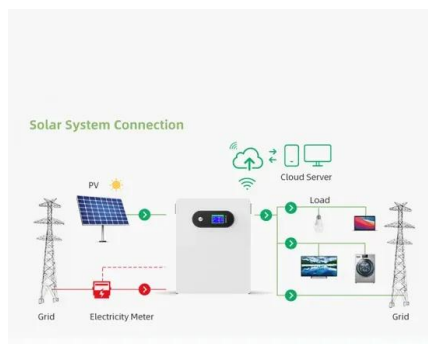 Solar System Connection
Cloud Server
PV
Load
Grid
Electricity Meter
Grid